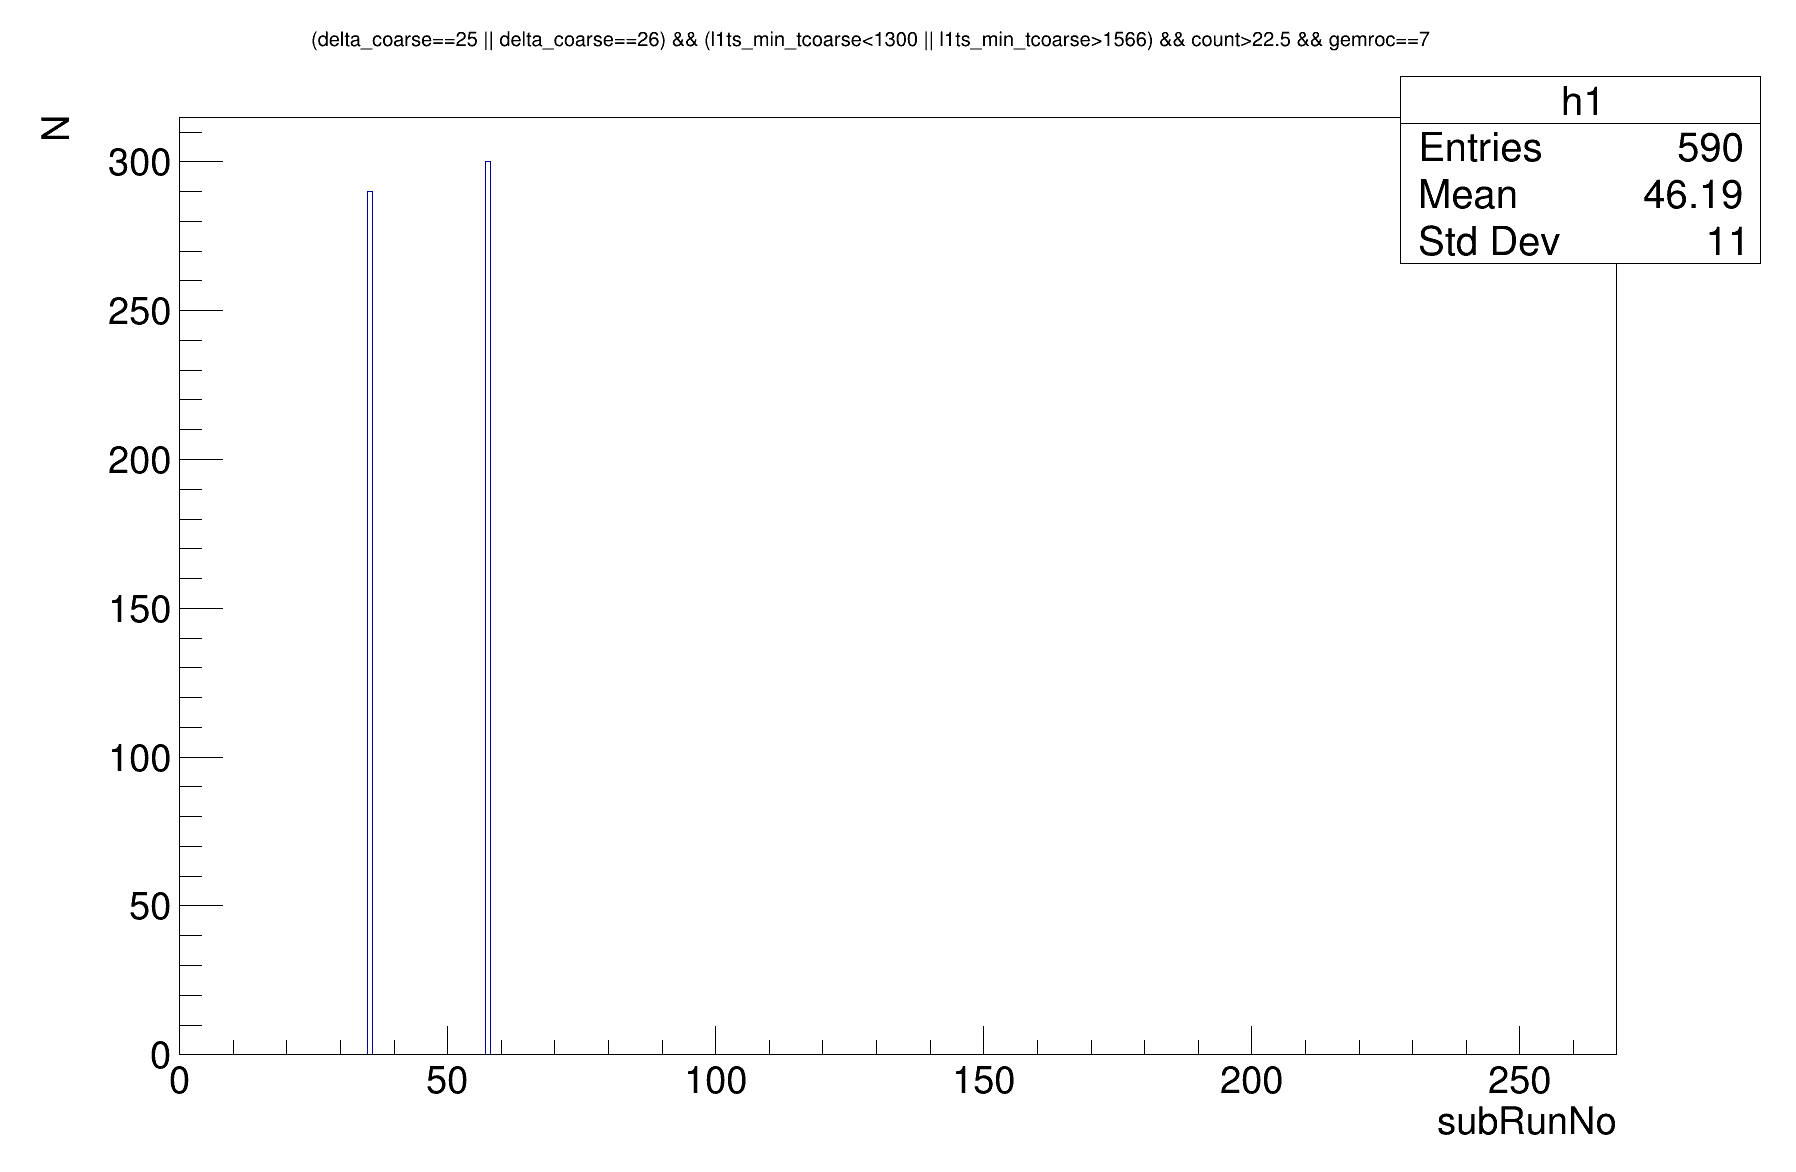 (delta_coarse==25 || delta_coarse==26) && (l1ts_min_tcoarse<1300 || l1ts_min_tcoarse>1566) && count>22.5 && gemroc==7
h1
Entries 590
Mean 46.19
Std Dev 11
N
300
250
200
150
100
50
0
0 50 100 150 200 250
subRunNo